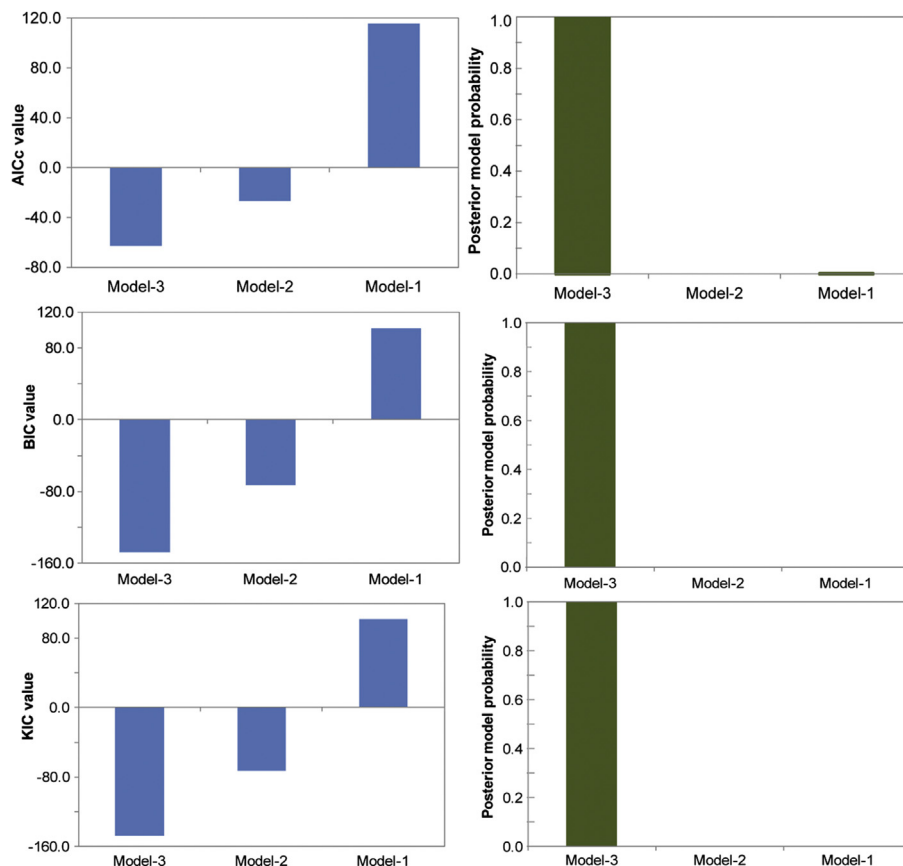 120.0
80.0
40.0
0.0
-40.0
-80.0
AICc value
Model-3 Model-2 Model-1
1.0
0.8
0.6
0.4
0.2
0.0
Posterior model probability
Model-3 Model-2 Model-1
120.0
80.0
0.0
-80.0
-160.0
BIC value
Model-3 Model-2 Model-1
1.0
0.8
0.6
0.4
0.2
0.0
Posterior model probability
Model-3 Model-2 Model-1
120.0
80.0
0.0
-80.0
-160.0
KIC value
Model-3 Model-2 Model-1
1.0
0.8
0.6
0.4
0.2
0.0
Posterior model probability
Model-3 Model-2 Model-1